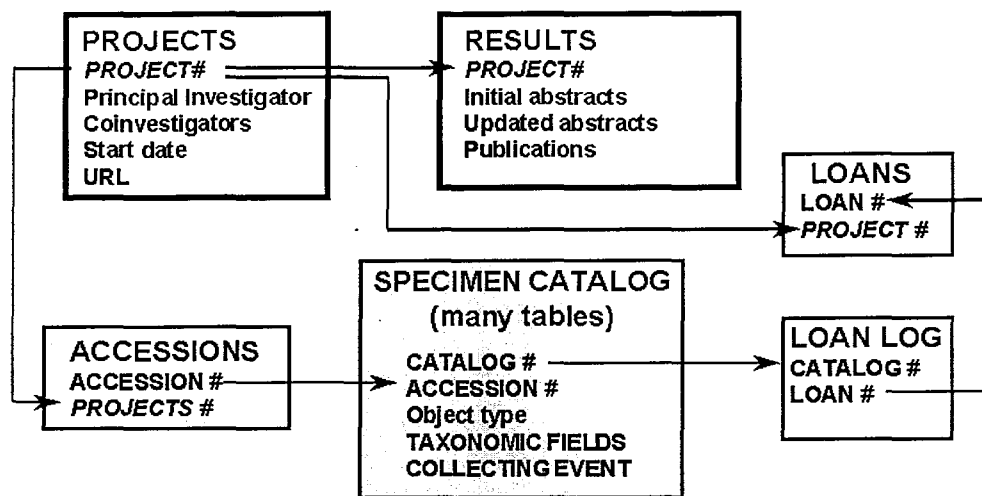 PROJECTS
PROJECT#
Principal Investigator
Coinvestigators
Start date
URL
RESULTS
PROJECT#
Initial abstracts
Updated abstracts
Publications
LOANS
LOAN #
PROJECT #
ACCESSIONS
ACCESSION #
PROJECTS #
SPECIMEN CATALOG
(many tables)
CATALOG #
ACCESSION #
Object type
TAXONOMIC FIELDS
COLLECTING EVENT
LOAN LOG
CATALOG #
LOAN #